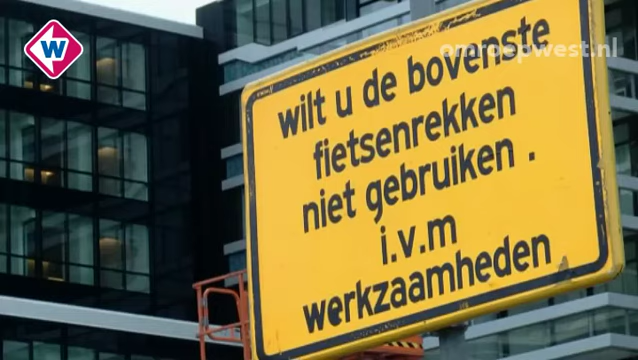 W
omroepwest.nl
wilt u de bovenste
fietsenrekken
niet gebruiken .
i.v.m
werkzaamheden